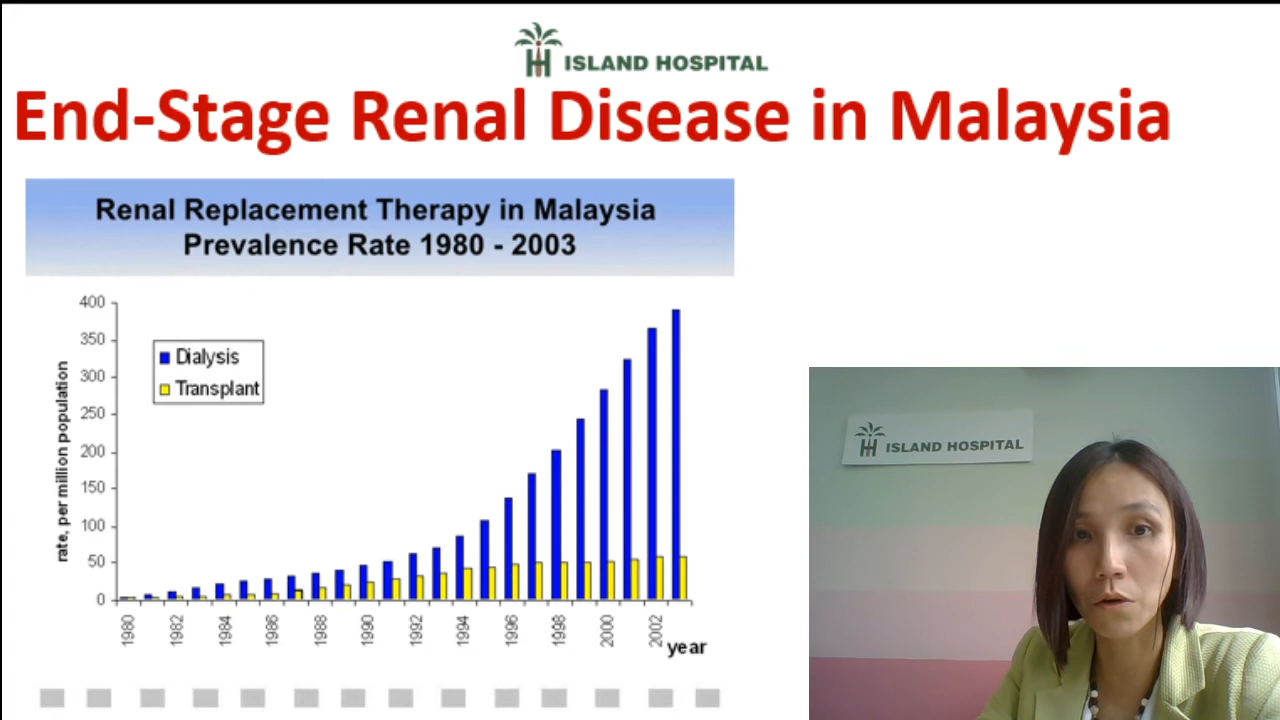 ISLAND HOSPITAL
End-Stage Renal Disease in Malaysia
Renal Replacement Therapy in Malaysia
Prevalence Rate 1980 - 2003
400
350
300
250
200
150
100
50
0
rate, per million population
Dialysis
Transplant
1980
1982
1984
1986
1988
1990
1992
1994
1996
1998
2000
2002
year
ISLAND HOSPITAL